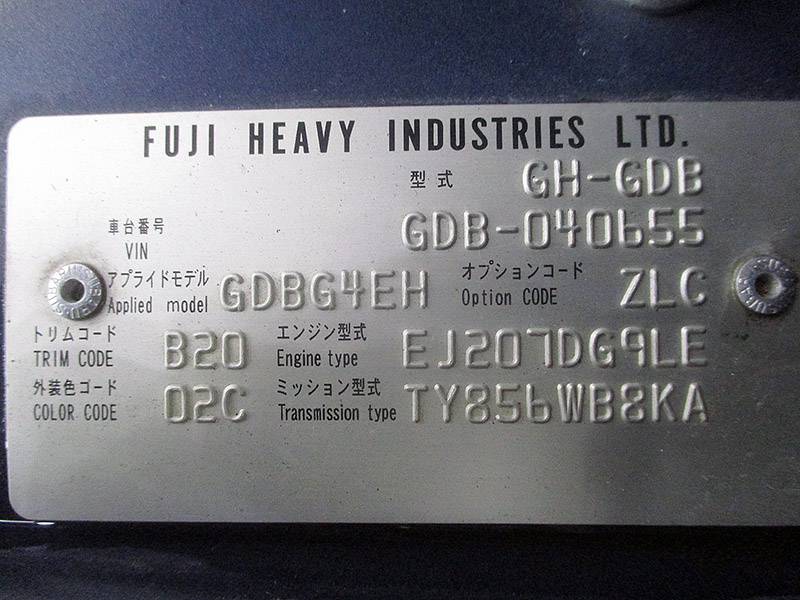 FUJI HEAVY INDUSTRIES LTD.
型式 GH-GDB
車台番号 VIN GDB-040655
アプライドモデル Applied model GDBG4EH オプションコード Option CODE ZLC
トリムコード TRIM CODE B20 エンジン型式 Engine type EJ207DG9LE
外装色コード COLOR CODE 02C ミッション型式 Transmission type TY856WB8KA